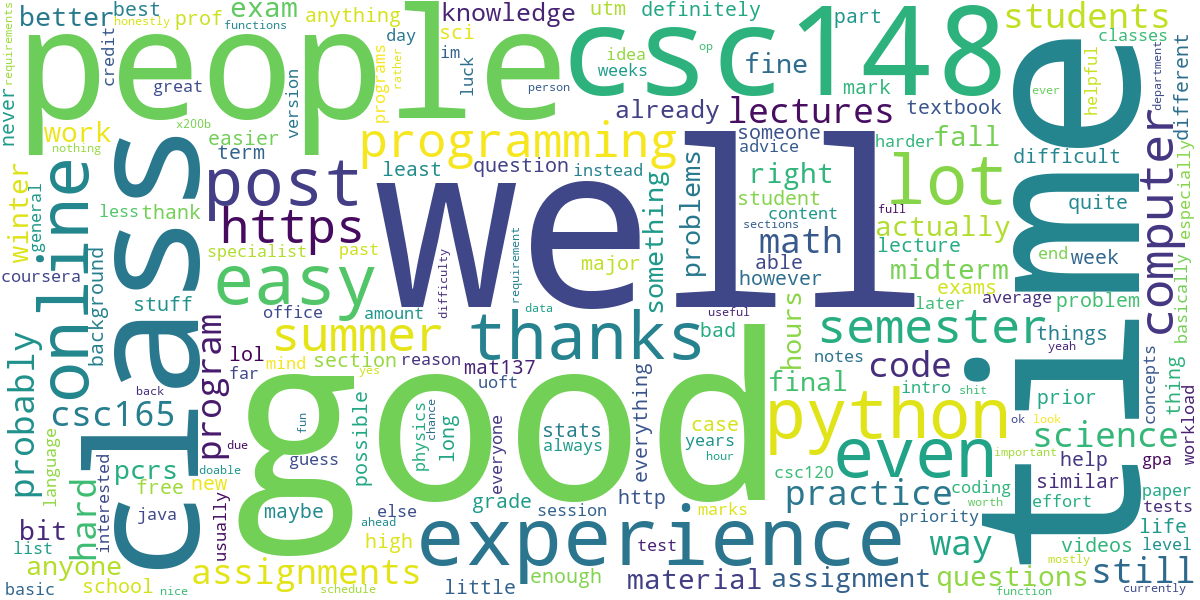 requirements
better
best
honestly
prof
exam
functions
anything
day
knowledge
sci
im
utm
definitely
idea
weeks
op
part
students
classes
never
credit
great
people
csc148
person
luck
programs
rather
fine
mark
ever
helpful
department
different
x200b
version
easier
work
nothing
already
lectures
textbook
programming
someone
advice
harder
fall
difficult
term
least
question
instead
problems
right
student
content
sections
full
lot
time
computer
quite
especially
winter
general
online
class
less
thank
post
https
well
something
math
able
however
actually
lecture
midterm
exams
end
week
specialist
past
major
coursera
background
stuff
easy
difficulty
requirement
data
useful
hours
later
average
problem
basically
office
amount
summer
thanks
bad
semester
things
yeah
probably
program
lol
far
mind
section
yes
reason
mat137
uoft
good
notes
code
concepts
thing
workload
csc165
back
possible
fun
physics
chance
long
everyone
stats
always
everything
case
years
hour
final
intro
shit
prior
ok
look
language
hard
pcrs
doable
due
guess
python
even
science
important
gpa
interested
free
new
java
usually
maybe
else
ahead
grade
session
http
marks
csc120
practice
coding
worth
help
similar
effort
paper
tests
bit
list
anyone
high
experience
test
priority
way
videos
life
level
mostly
basic
school
nice
assignments
schedule
little
enough
material
assignment
questions
function
still
currently